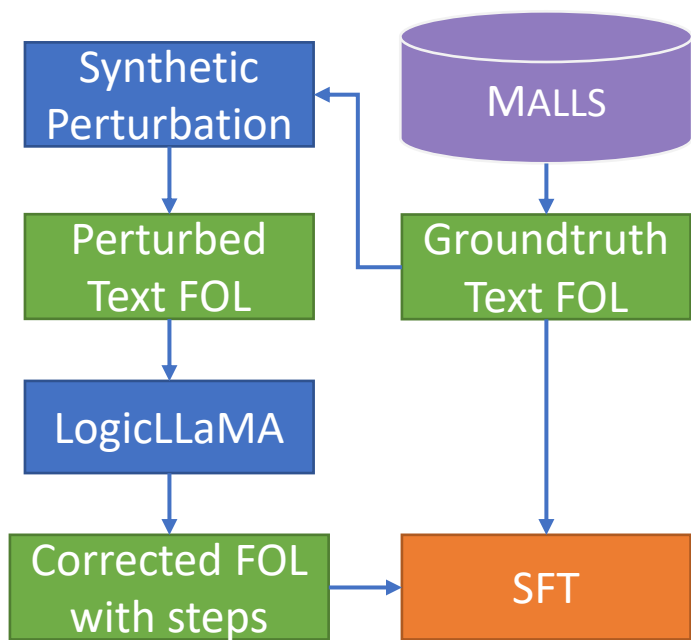 Synthetic
Perturbation
MALLS
Perturbed
Text FOL
Groundtruth
Text FOL
LogicLLaMA
Corrected FOL
with steps
SFT